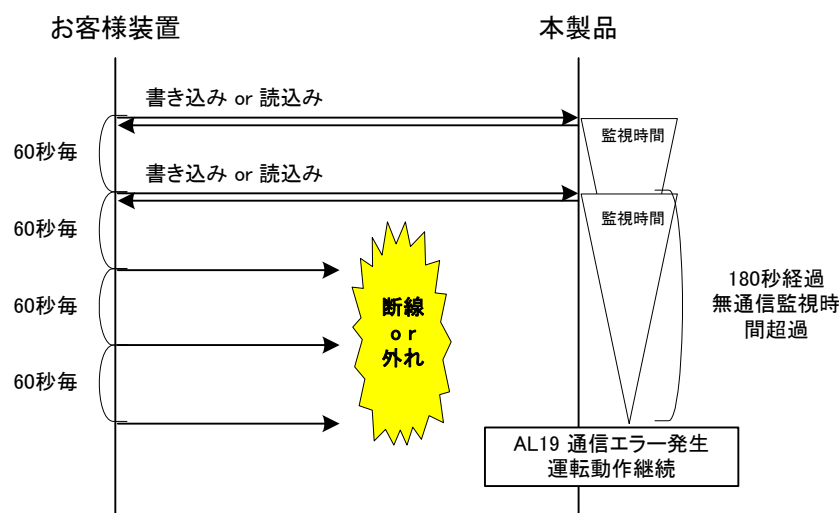 お客様装置
本製品
書き込み or 読込み
監視時間
60秒毎
書き込み or 読込み
監視時間
60秒毎
180秒経過
無通信監視時
間超過
断線
or
外れ
60秒毎
60秒毎
AL19 通信エラー発生
運転動作継続